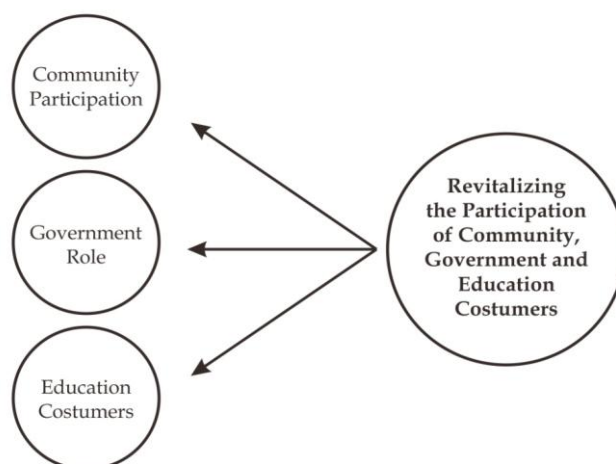 Community
Participation
Government
Role
Education
Costumers
Revitalizing
the Participation
of Community,
Government and
Education
Costumers